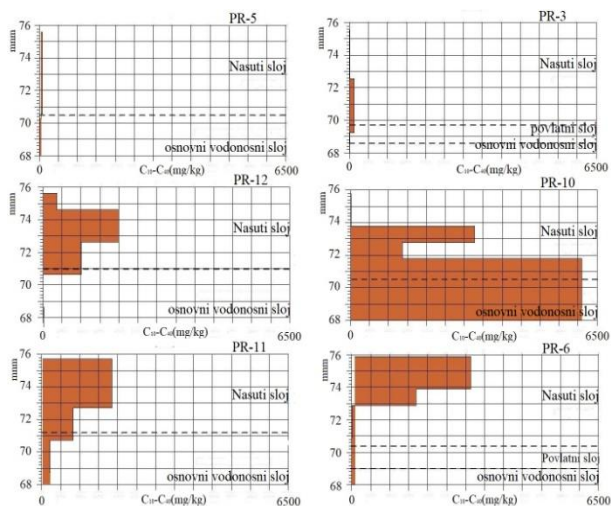 PR-5
mnm
76
74
72
70
68
Nasuti sloj
osnovni vodonosni sloj
0
C₁₀-C₄₀(mg/kg)
6500
PR-3
mnm
76
74
72
70
68
Nasuti sloj
povlatni sloj
osnovni vodonosni sloj
0
C₁₀-C₄₀(mg/kg)
6500
PR-12
76
74
72
70
68
Nasuti sloj
osnovni vodonosni sloj
0
C₁₀-C₄₀(mg/kg)
6500
PR-10
76
74
72
70
68
Nasuti sloj
osnovni vodonosni sloj
0
C₁₀-C₄₀(mg/kg)
6500
PR-11
mnm
76
74
72
70
68
Nasuti sloj
osnovni vodonosni sloj
0
C₁₀-C₄₀(mg/kg)
6500
PR-6
mnm
76
74
72
70
68
Nasuti sloj
Povlatni sloj
osnovni vodonosni sloj
0
C₁₀-C₄₀(mg/kg)
6500